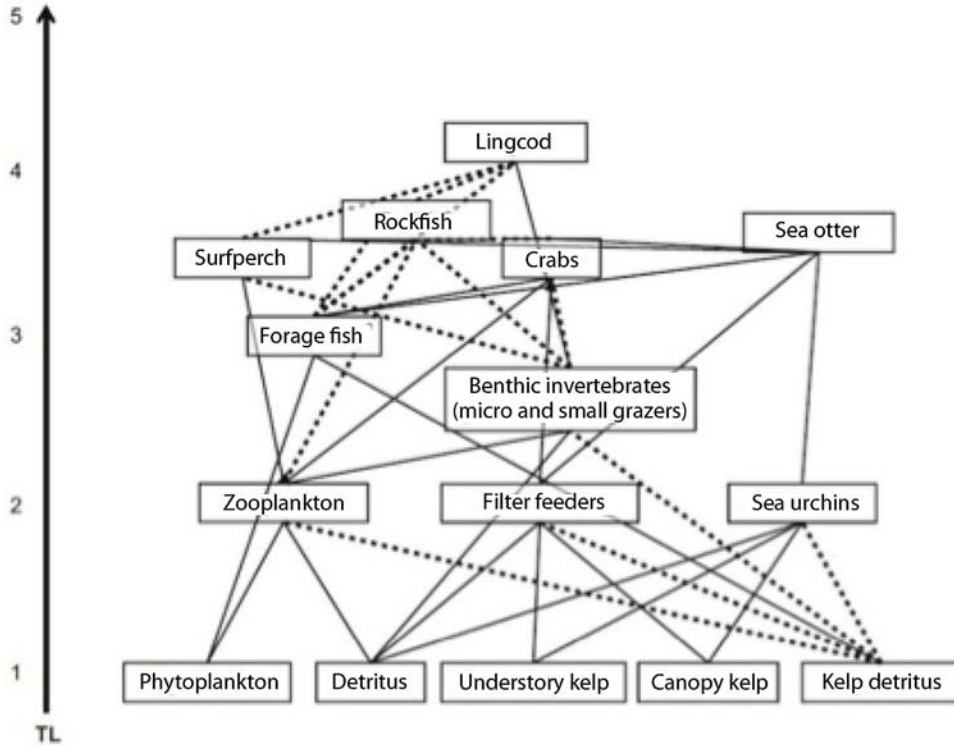 5
Lingcod
4
Rockfish
Sea otter
Surfperch
Crabs
3
Forage fish
Benthic invertebrates
(micro and small grazers)
2
Zooplankton
Filter feeders
Sea urchins
1
Phytoplankton
Detritus
Understory kelp
Canopy kelp
Kelp detritus
TL